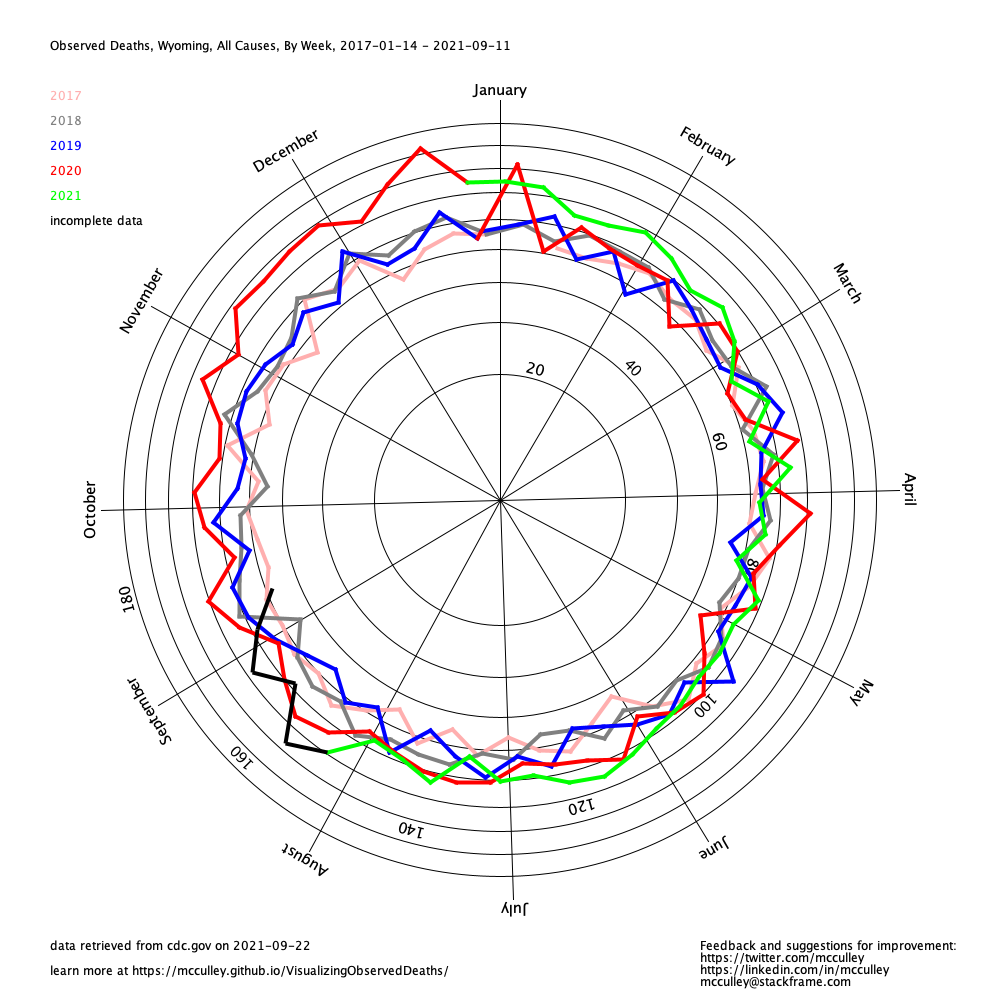 Observed Deaths, Wyoming, All Causes, By Week, 2017-01-14 - 2021-09-11
January
2017
2018
2019
2020
2021
incomplete data
December
February
November
March
20
40
60
October
April
80
180
September
May
100
160
120
140
August
June
July
data retrieved from cdc.gov on 2021-09-22
learn more at https://mcculley.github.io/VisualizingObservedDeaths/
Feedback and suggestions for improvement:
https://twitter.com/mcculley
https://linkedin.com/in/mcculley
mcculley@stackframe.com